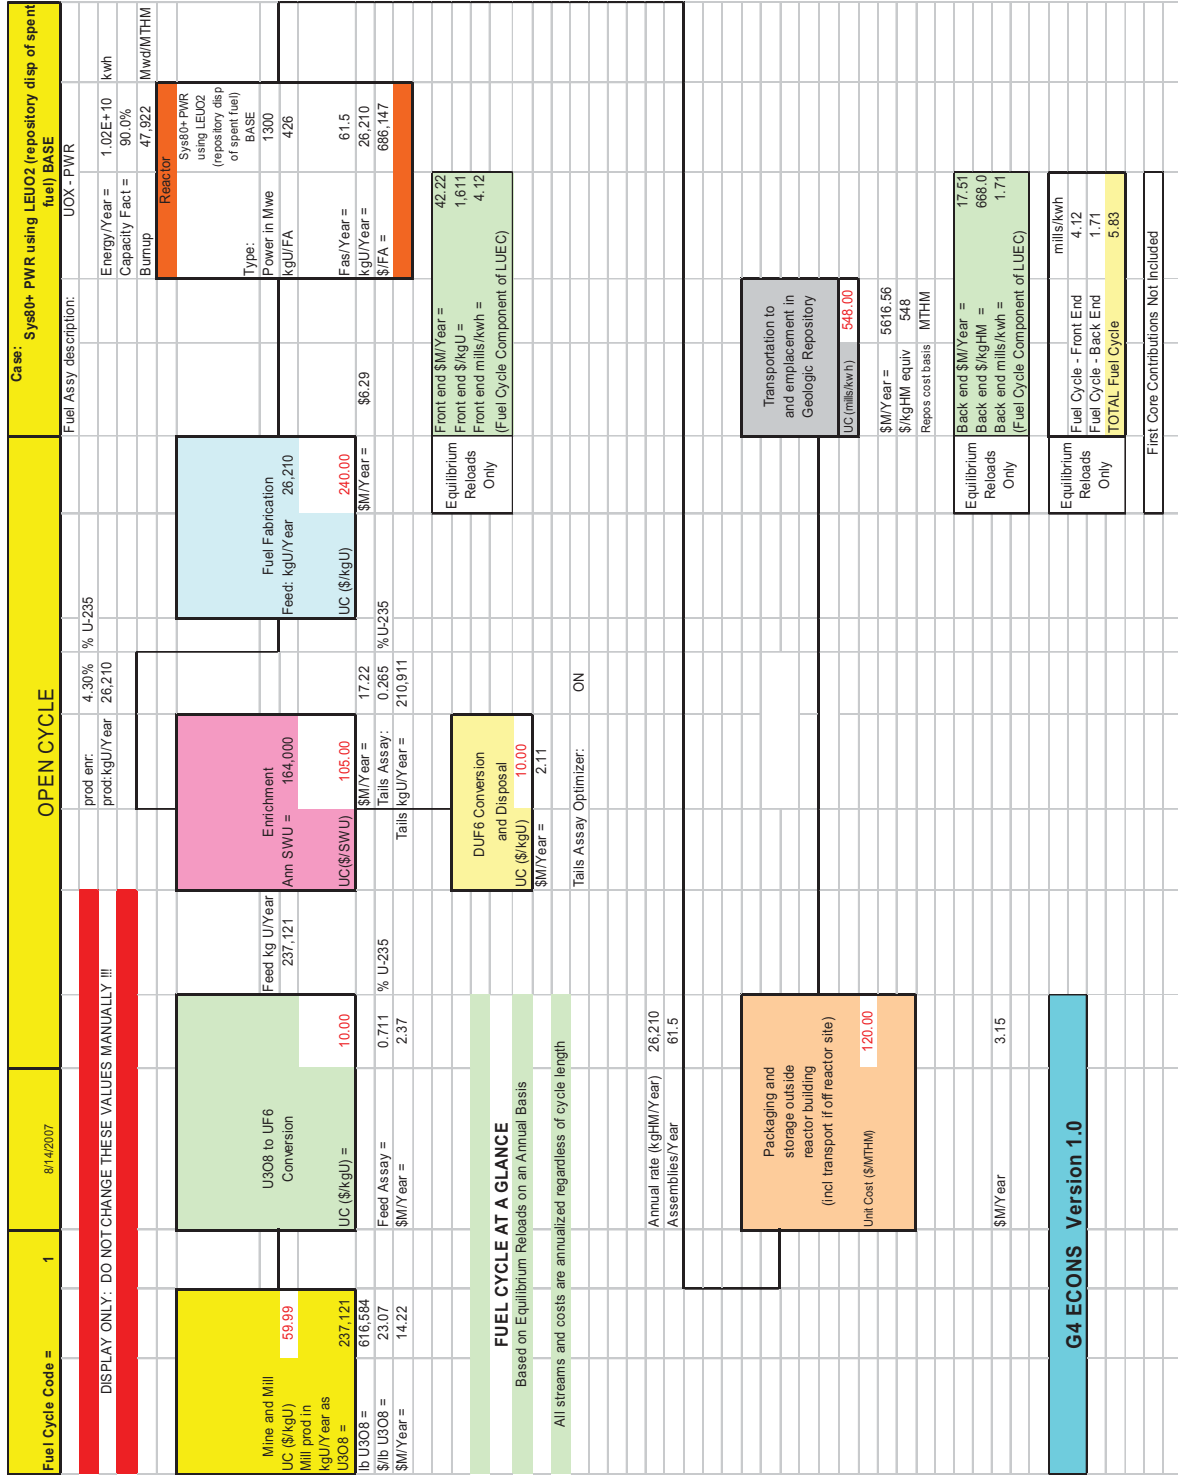 Fuel Cycle Code = 1 8/14/2007 OPEN CYCLE Case: Sys80+ PWR using LEUO2 (repository disp of spent
fuel) BASE
Fuel Assy description: UOX - PWR
DISPLAY ONLY: DO NOT CHANGE THESE VALUES MANUALLY !!!
prod enr: 4.30% % U-235
prod:kgU/Year 26,210
Energy/Year = 1.02E+10 kwh
Capacity Fact = 90.0%
Burnup 47,922 Mwd/MTHM
Mine and Mill
UC ($/kgU) 59.99
Mill prod in
kgU/Year as
U3O8 = 237,121
lb U3O8 = 616,584
$/lb U3O8 = 23.07
$M/Year = 14.22
U3O8 to UF6
Conversion
UC ($/kgU) = 10.00
Feed Assay = 0.711 % U-235
$M/Year = 2.37
Feed kg U/Year
237,121
Enrichment
Ann SWU = 164,000
UC($/SWU) 105.00
$M/Year = 17.22
Tails Assay: 0.265 %U-235
Tails kgU/Year = 210,911
DUF6 Conversion
and Disposal
UC ($/kgU) 10.00
$M/Year = 2.11
Tails Assay Optimizer: ON
Fuel Fabrication
Feed: kgU/Year 26,210
UC ($/kgU) 240.00
$M/Year = $6.29
Reactor
Sys80+ PWR
using LEUO2
(repository disp
of spent fuel)
Type: BASE
Power in Mwe 1300
kgU/FA 426
Fas/Year = 61.5
kgU/Year = 26,210
$/FA = 686,147
Equilibrium
Reloads
Only
Front end $M/Year = 42.22
Front end $/kgU = 1,611
Front end mills/kwh = 4.12
(Fuel Cycle Component of LUEC)
FUEL CYCLE AT A GLANCE
Based on Equilibrium Reloads on an Annual Basis
All streams and costs are annualized regardless of cycle length
Annual rate (kgHM/Year) 26,210
Assemblies/Year 61.5
Packaging and
storage outside
reactor building
(incl transport if off reactor site)
Unit Cost ($/MTHM) 120.00
$M/Year 3.15
Transportation to
and emplacement in
Geologic Repository
UC (mills/kwh) 548.00
$M/Year = 5616.56
$/kgHM equiv 548
Repos cost basis MTHM
Equilibrium
Reloads
Only
Back end $M/Year = 17.51
Back end $/kgHM = 668.0
Back end mills/kwh = 1.71
(Fuel Cycle Component of LUEC)
Equilibrium
Reloads
Only
mills/kwh
Fuel Cycle - Front End 4.12
Fuel Cycle - Back End 1.71
TOTAL Fuel Cycle 5.83
First Core Contributions Not Included
G4 ECONS Version 1.0